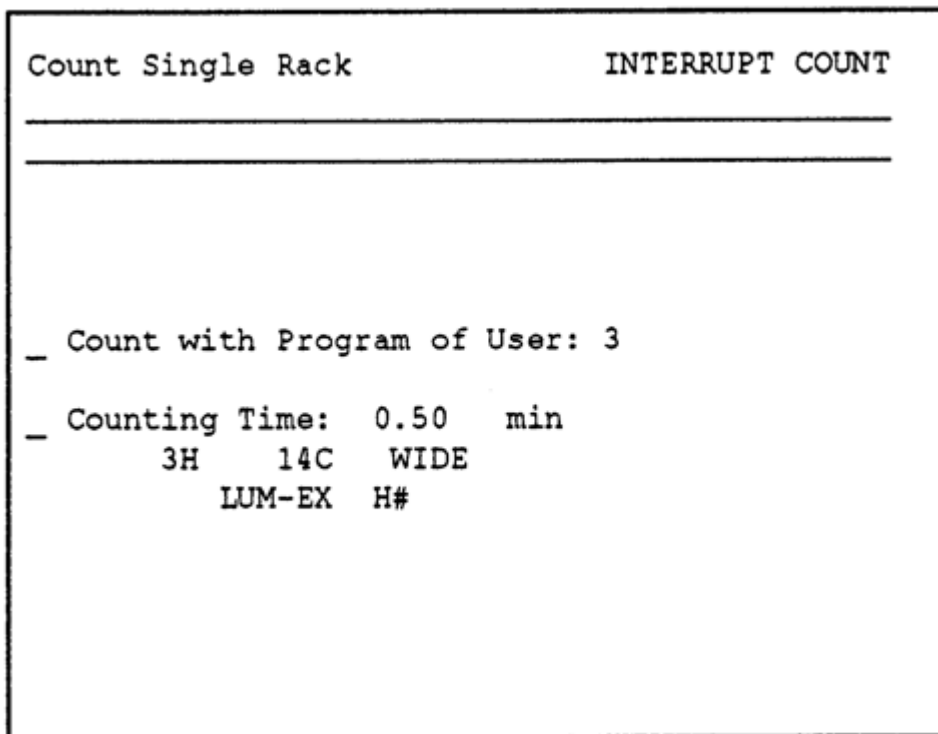 Count Single Rack INTERRUPT COUNT
_ Count with Program of User: 3
_ Counting Time: 0.50 min
3H 14C WIDE
LUM-EX H#